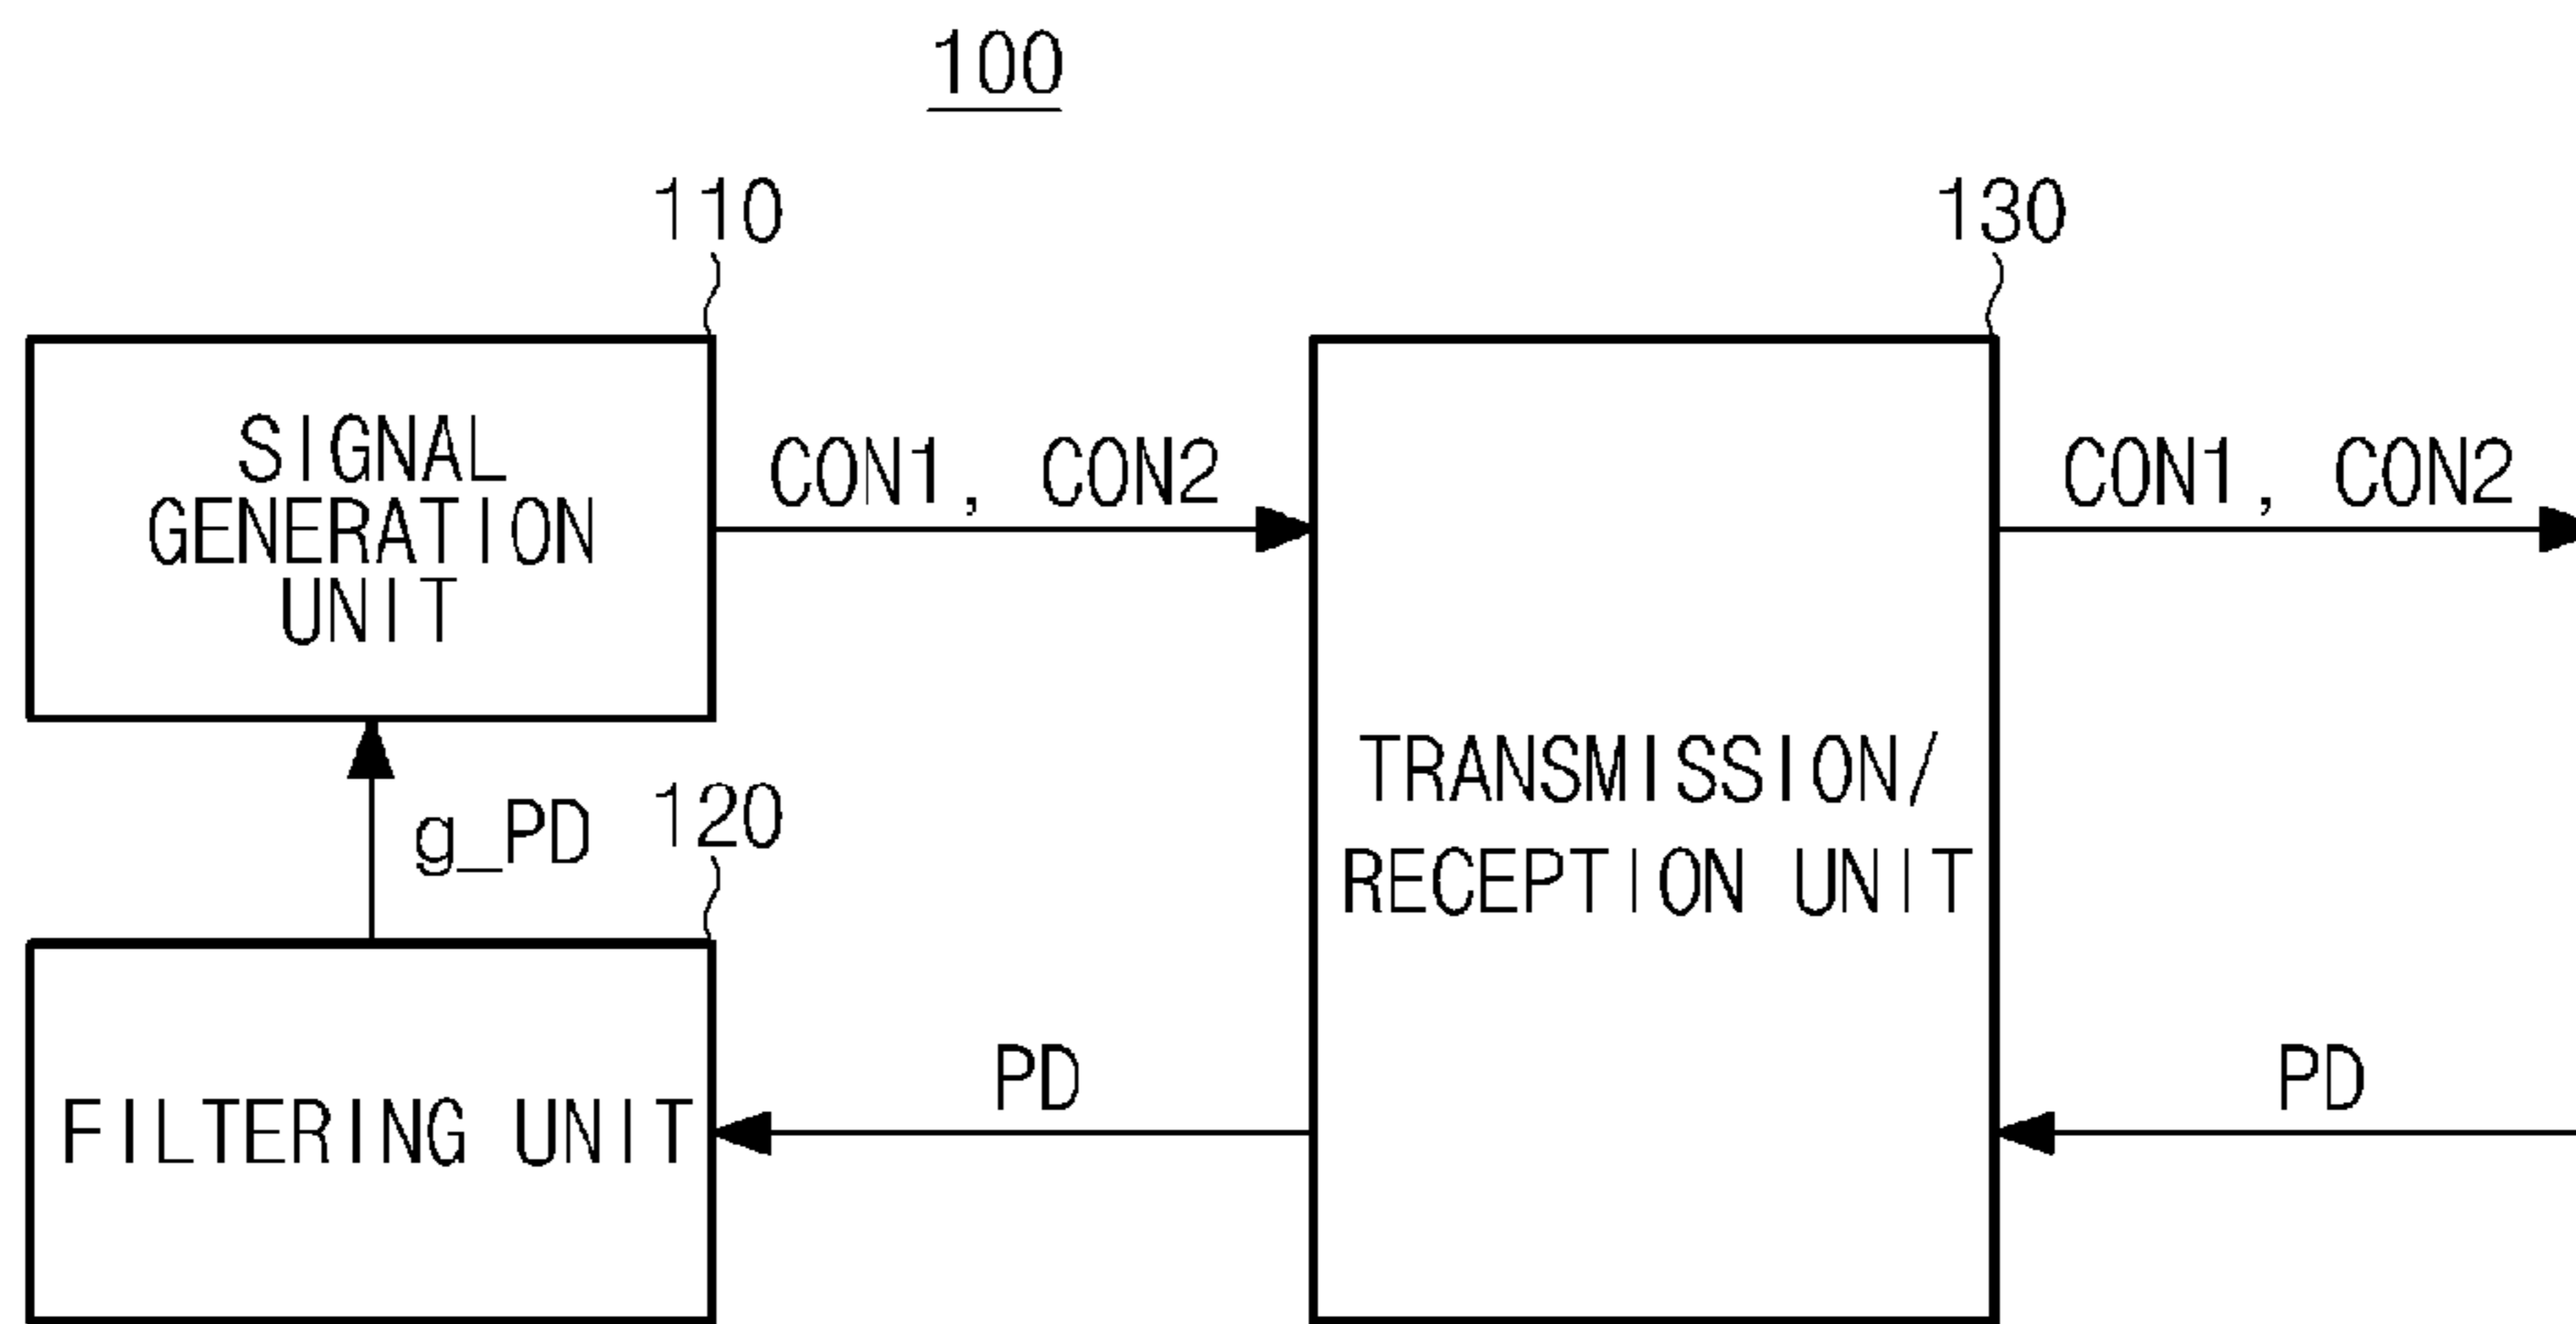 100
110
130
SIGNAL
GENERATION
UNIT
CON1, CON2
CON1, CON2
g_PD
120
TRANSMISSION/
RECEPTION UNIT
FILTERING UNIT
PD
PD